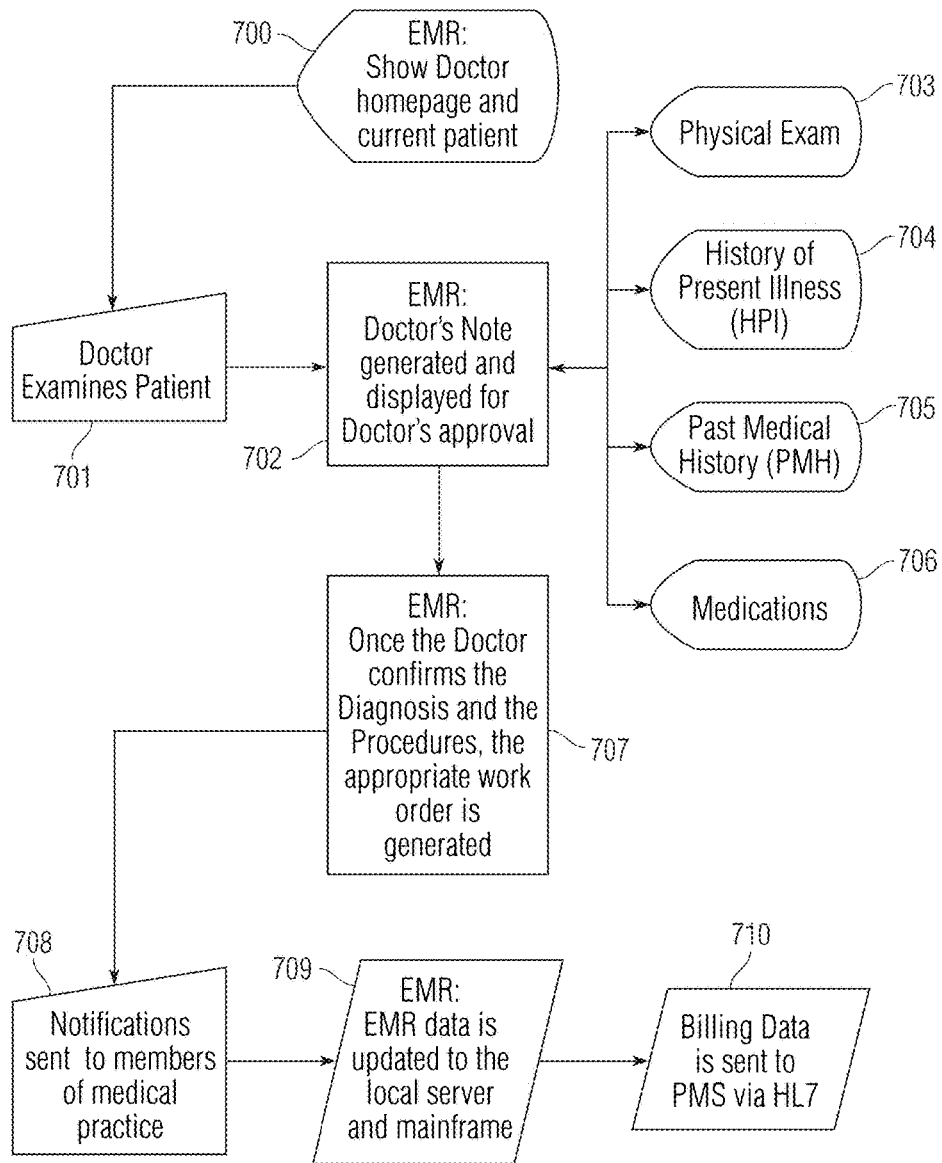 700
EMR:
Show Doctor
homepage and
current patient
703
Physical Exam
704
History of
Present Illness
(HPI)
Doctor
Examines Patient
701
EMR:
Doctor's Note
generated and
displayed for
Doctor's approval
702
705
Past Medical
History (PMH)
706
Medications
EMR:
Once the Doctor
confirms the
Diagnosis and the
Procedures, the
appropriate work
order is
generated
707
708
Notifications
sent to members
of medical
practice
709
EMR:
EMR data is
updated to the
local server
and mainframe
710
Billing Data
is sent to
PMS via HL7